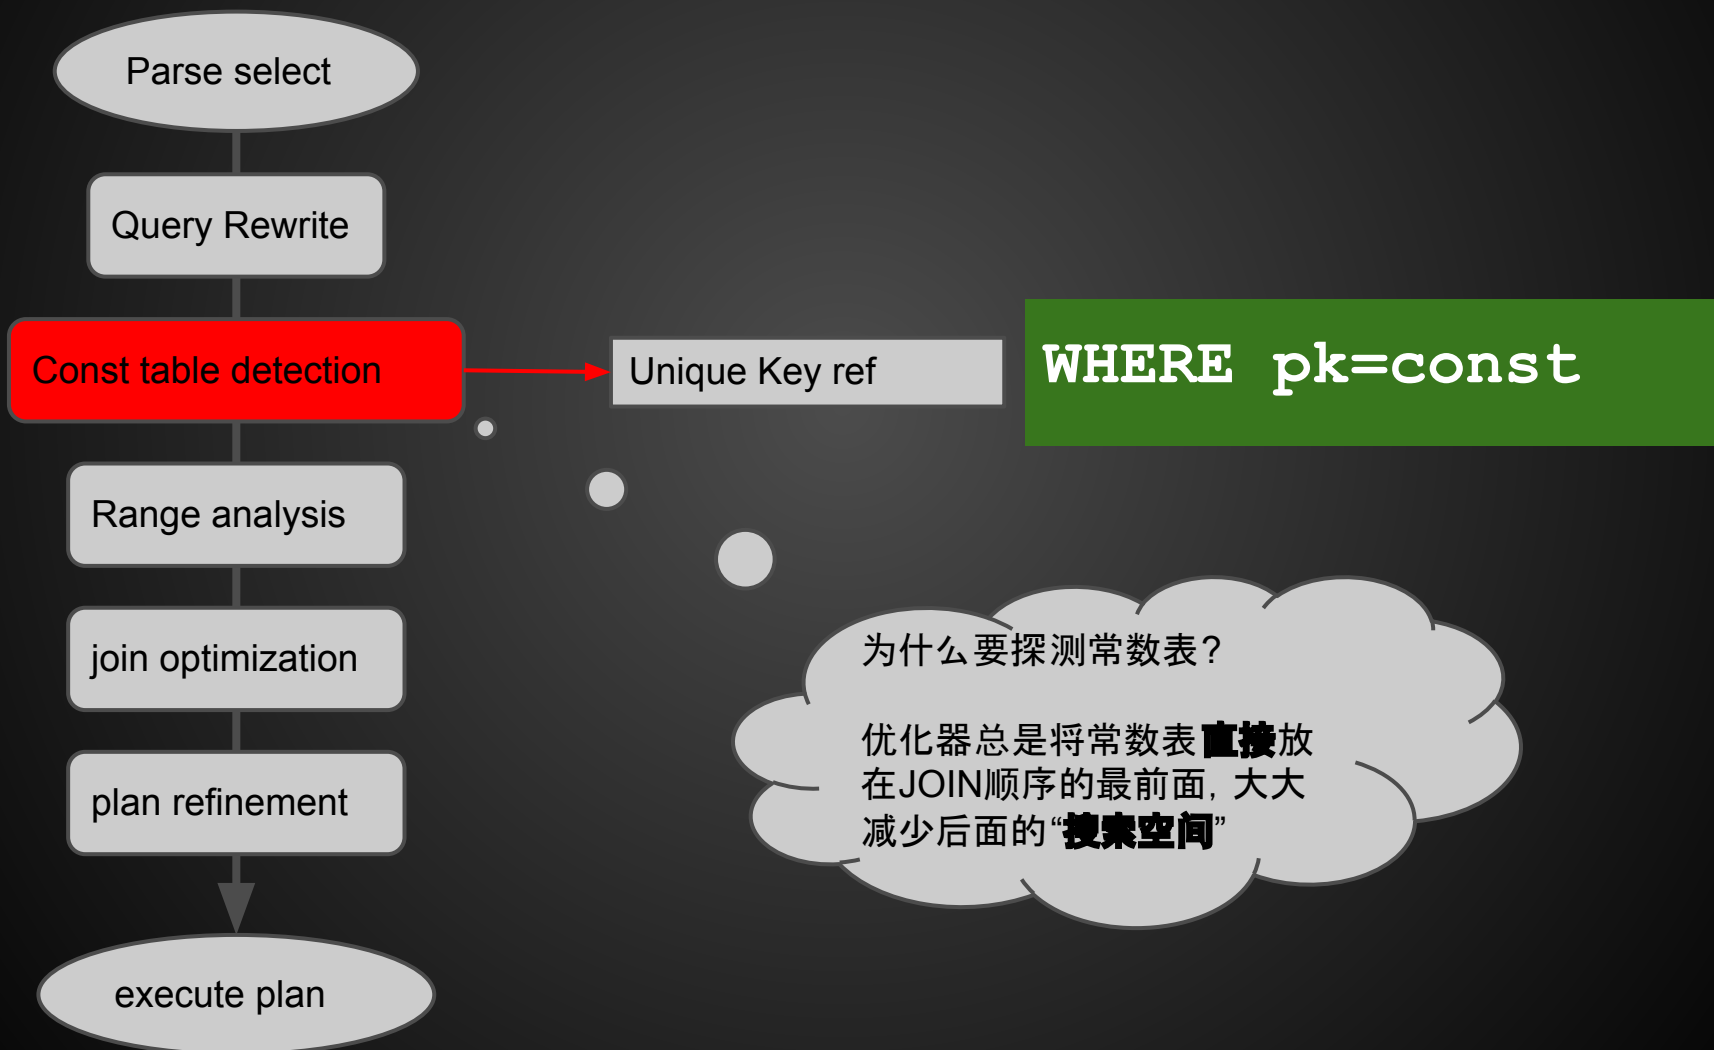 Parse select
Query Rewrite
Const table detection
Unique Key ref
WHERE pk=const
Range analysis
join optimization
plan refinement
execute plan
为什么要探测常数表?
优化器总是将常数表直接放
在JOIN顺序的最前面, 大大
减少后面的“搜索空间”